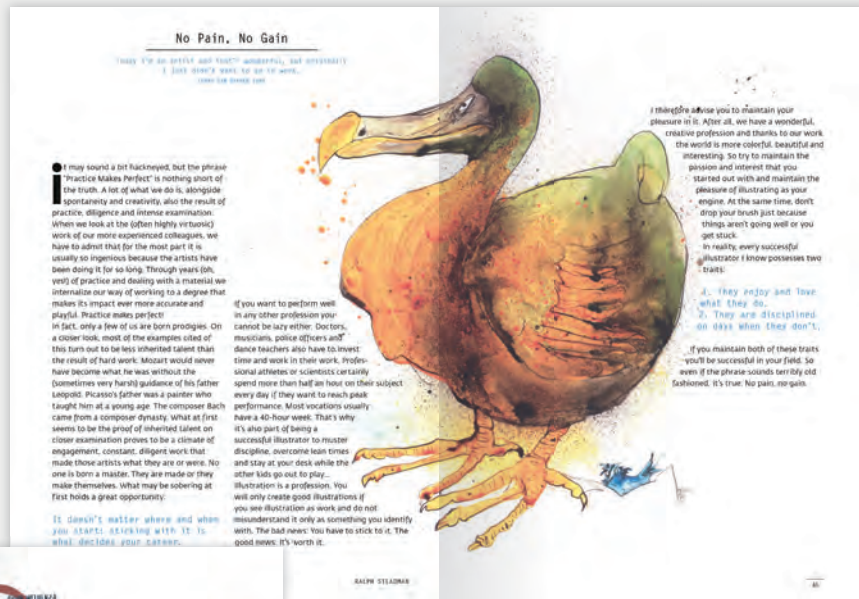 No Pain, No Gain
It may sound a bit hackneyed, but the phrase
"Practice Makes Perfect" is nothing short of
the truth. A lot of what we do is, alongside
spontaneity and creativity, also the result of
practice, diligence and intense examination.
When we look at the (often highly virtuosic)
work of our more experienced colleagues, we
have to admit that for the most part it is
usually so ingenious because the artists have
been doing it for so long. Through years (oh,
yes!) of practice and dealing with a material we
internalize our way of working to a degree that
makes its impact ever more accurate and
playful. Practice makes perfect!
In fact, only a few of us are born prodigies. On
a closer look, most of the examples cited of
this turn out to be less inherited talent than
the result of hard work. Mozart would never
have become what he was without the
(sometimes very harsh) guidance of his father
Leopold. Picasso's father was a painter who
taught him at a young age. The composer Bach
came from a composer dynasty. What at first
seems to be the proof of inherited talent on
closer examination proves to be a climate of
engagement, constant, diligent work that
made those artists what they are or were. No
one is born a master. They are made or they
make themselves. What may be sobering at
first holds a great opportunity:
It doesn't matter where and when
you start: sticking with it is
what decides your career.
If you want to perform well
in any other profession you
cannot be lazy either. Doctors,
musicians, police officers and
dance teachers also have to invest
time and work in their work. Profes-
sional athletes or scientists certainly
spend more than half an hour on their subject
every day if they want to reach peak
performance. Most vocations usually
have a 40-hour week. That's why
it's also part of being a
successful illustrator to muster
discipline, overcome lean times
and stay at your desk while the
other kids go out to play...
Illustration is a profession. You
will only create good illustrations if
you see illustration as work and do not
misunderstand it only as something you identify
with. The bad news: You have to stick to it. The
good news: It's worth it.
RALPH STEADMAN
I therefore advise you to maintain your
pleasure in it. After all, we have a wonderful,
creative profession and thanks to our work
the world is more colorful, beautiful and
interesting. So try to maintain the
passion and interest that you
started out with and maintain the
pleasure of illustrating as your
engine. At the same time, don't
drop your brush just because
things aren't going well or you
get stuck.
In reality, every successful
illustrator I know possesses two
traits:
1. They enjoy and love
what they do.
2. They are disciplined
on days when they don't.
If you maintain both of these traits
you'll be successful in your field. So
even if the phrase sounds terribly old
fashioned, it's true: No pain, no gain.